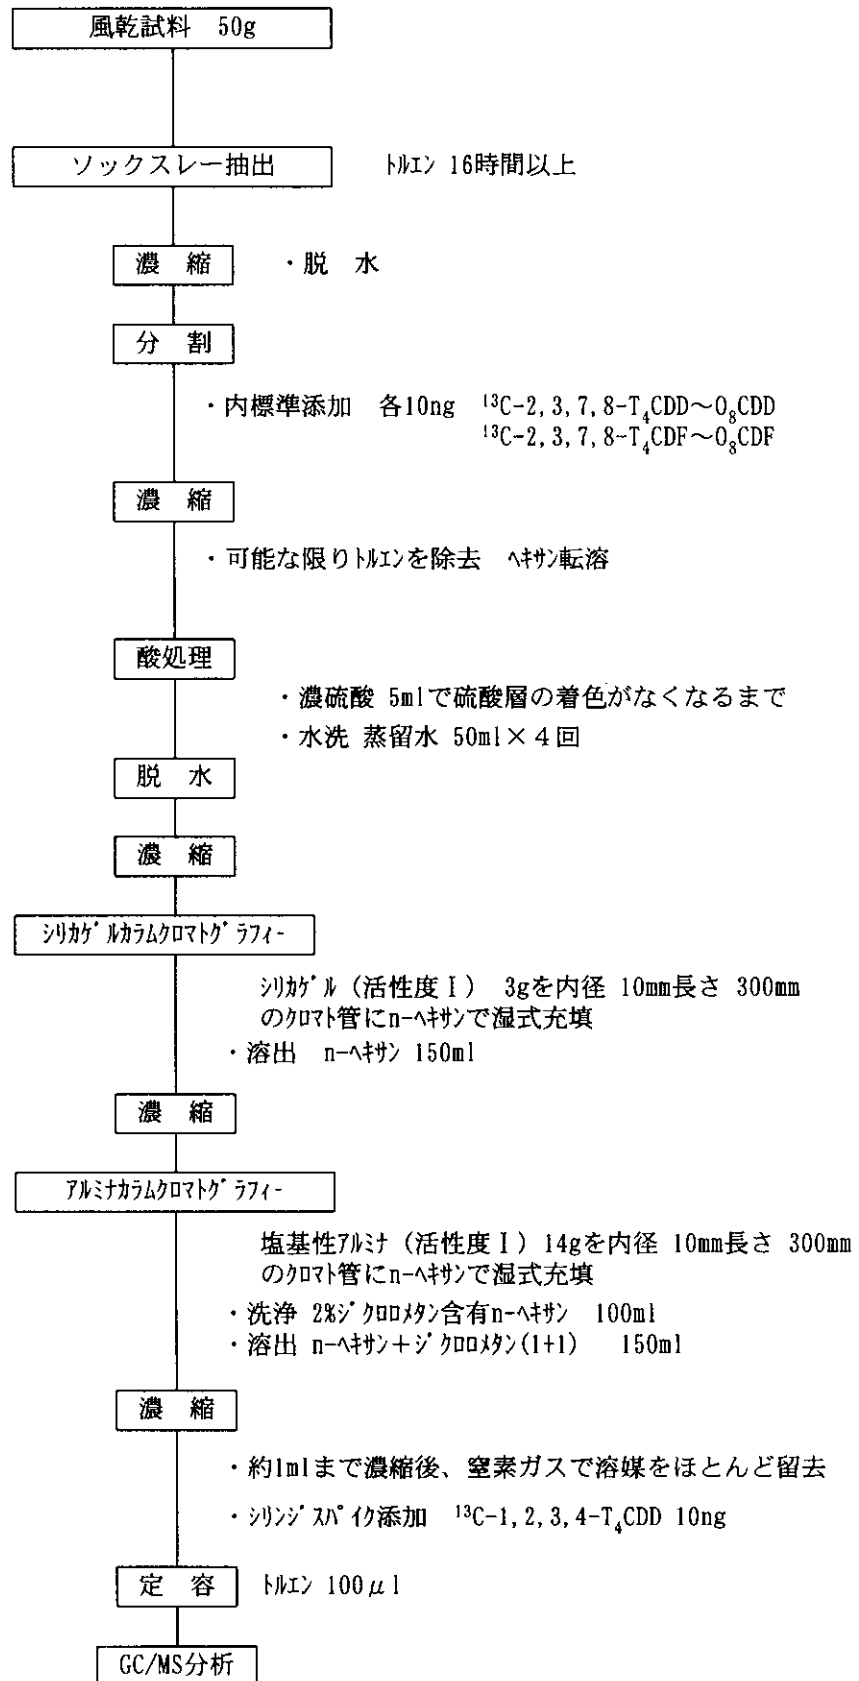 風乾試料 50g
ソックスレー抽出 トルエン 16時間以上
濃 縮 ・脱 水
分 割
・内標準添加 各10ng ¹³C-2,3,7,8-T₄CDD～O₈CDD
¹³C-2,3,7,8-T₄CDF～O₈CDF
濃 縮
・可能な限りトルエンを除去 ヘキサン転溶
酸処理
・濃硫酸 5mlで硫酸層の着色がなくなるまで
・水洗 蒸留水 50ml×4回
脱 水
濃 縮
シリカゲルカラムクロマトグラフィー
シリカゲル（活性度Ⅰ） 3gを内径 10mm長さ 300mm
のクロマト管にn-ヘキサンで湿式充填
・溶出 n-ヘキサン 150ml
濃 縮
アルミナカラムクロマトグラフィー
塩基性アルミナ（活性度Ⅰ）14gを内径 10mm長さ 300mm
のクロマト管にn-ヘキサンで湿式充填
・洗浄 2%ジクロロメタン含有n-ヘキサン 100ml
・溶出 n-ヘキサン＋ジクロロメタン(1+1) 150ml
濃 縮
・約1mlまで濃縮後、窒素ガスで溶媒をほとんど留去
・シリンジスパイク添加 ¹³C-1,2,3,4-T₄CDD 10ng
定 容 トルエン 100μl
GC/MS分析